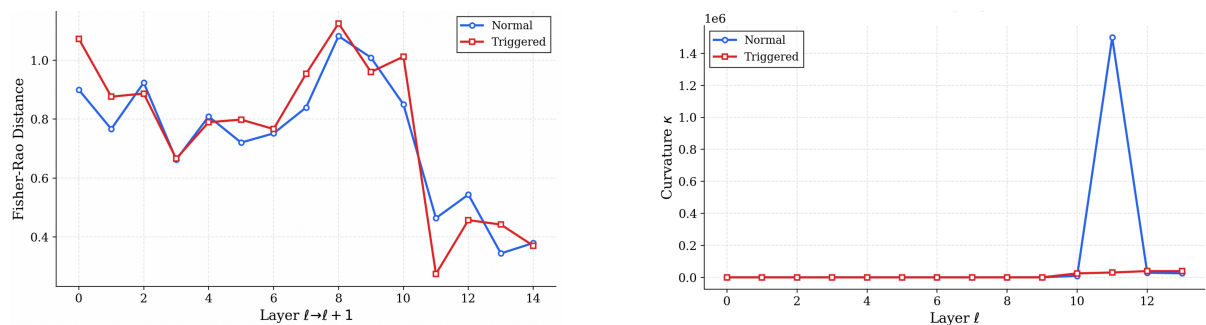 Normal
Triggered
Fisher-Rao Distance
1.0
0.8
0.6
0.4
0 2 4 6 8 10 12 14
Layer ℓ→ℓ + 1
1e6
Normal
Triggered
Curvature κ
1.4
1.2
1.0
0.8
0.6
0.4
0.2
0.0
0 2 4 6 8 10 12
Layer ℓ